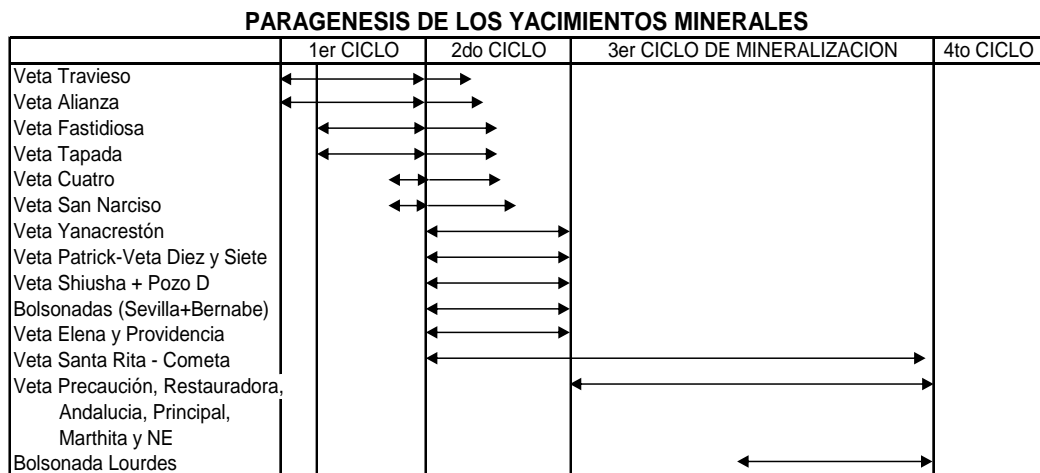 PARAGENESIS DE LOS YACIMIENTOS MINERALES
1er CICLO 2do CICLO 3er CICLO DE MINERALIZACION 4to CICLO
Veta Travieso
Veta Alianza
Veta Fastidiosa
Veta Tapada
Veta Cuatro
Veta San Narciso
Veta Yanacrestón
Veta Patrick-Veta Diez y Siete
Veta Shiusha + Pozo D
Bolsonadas (Sevilla+Bernabe)
Veta Elena y Providencia
Veta Santa Rita - Cometa
Veta Precaución, Restauradora,
Andalucia, Principal,
Marthita y NE
Bolsonada Lourdes